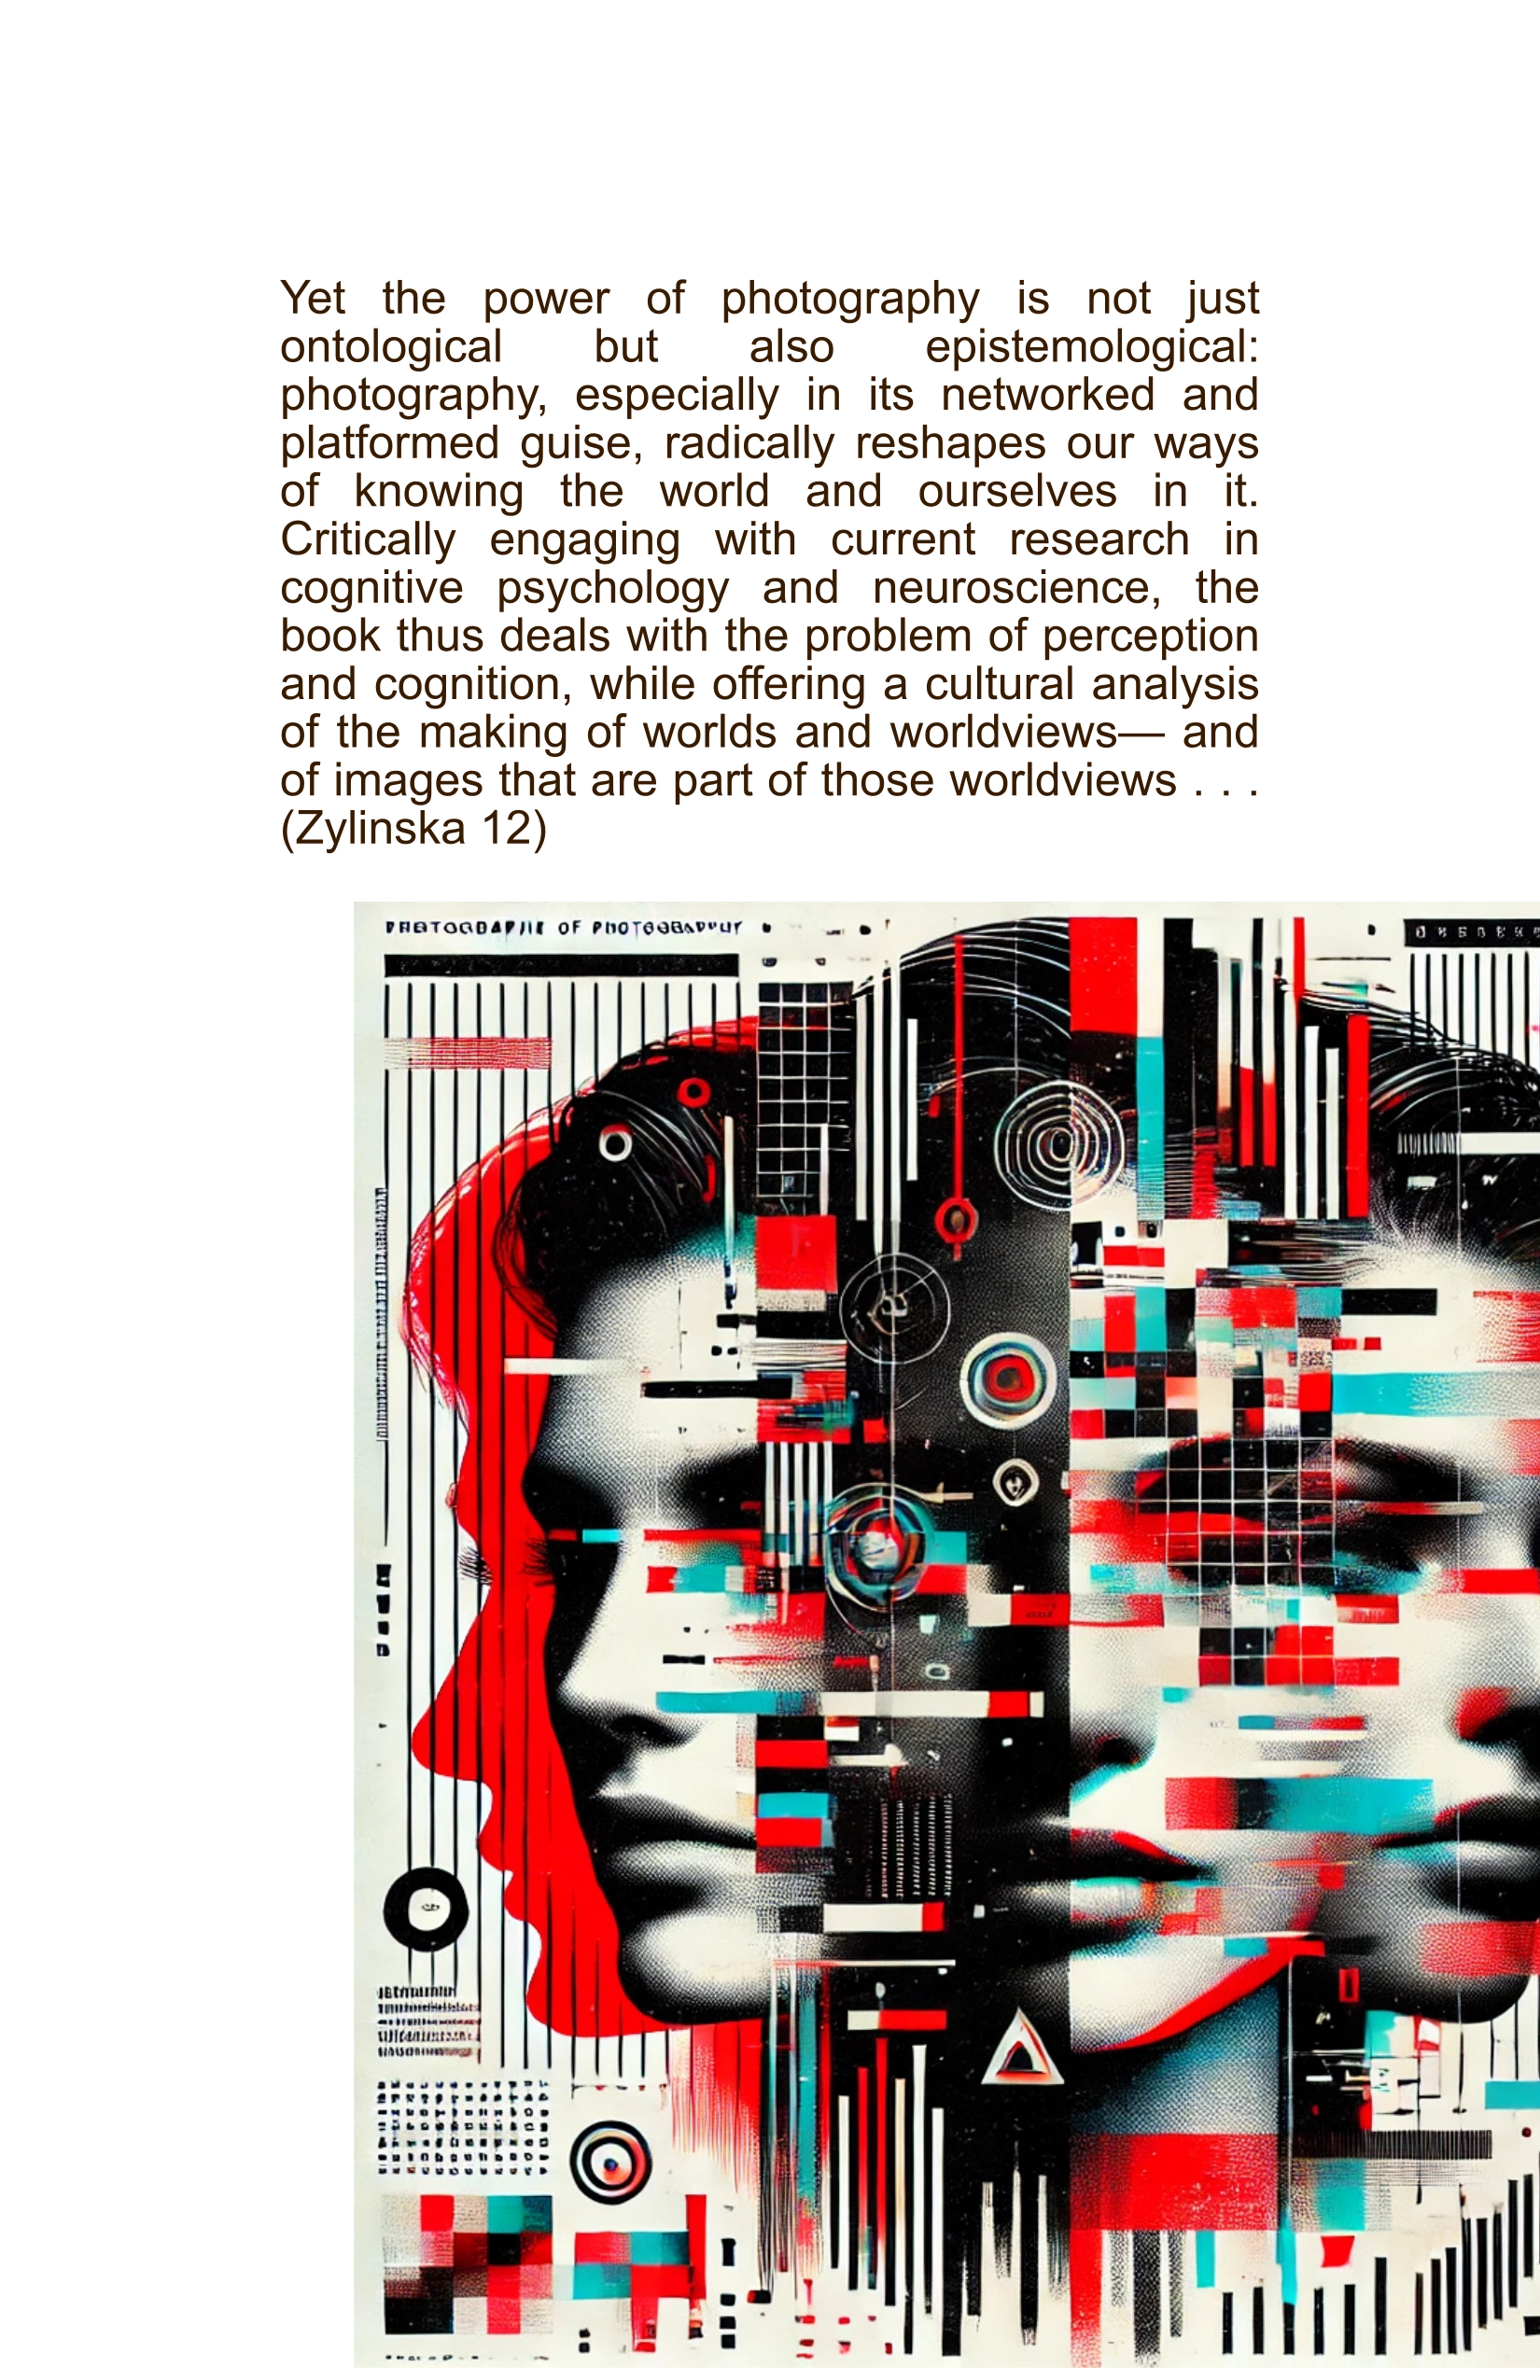 Yet the power of photography is not just
ontological but also epistemological:
photography, especially in its networked and
platformed guise, radically reshapes our ways
of knowing the world and ourselves in it.
Critically engaging with current research in
cognitive psychology and neuroscience, the
book thus deals with the problem of perception
and cognition, while offering a cultural analysis
of the making of worlds and worldviews— and
of images that are part of those worldviews . . .
(Zylinska 12)
OF